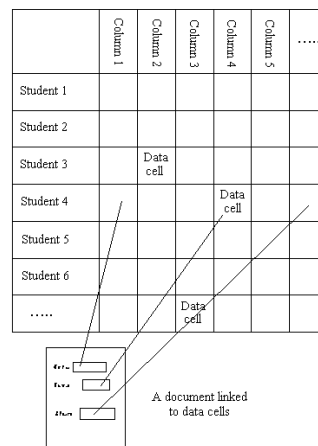 Column 1
Column 2
Column 3
Column 4
Column 5
.....
Student 1
Student 2
Student 3
Data
cell
Student 4
Data
cell
Student 5
Student 6
.....
Data
cell
A document linked
to data cells